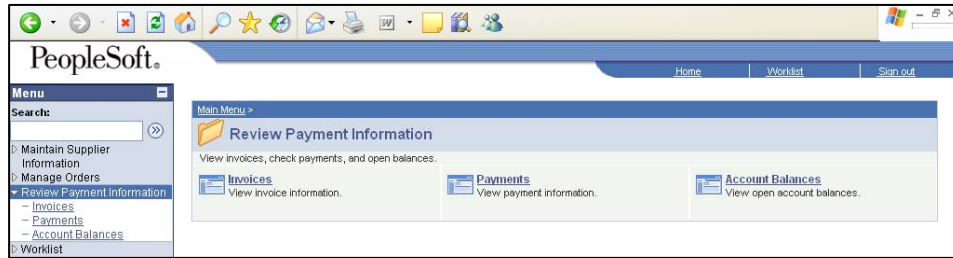 W
PeopleSoft.
Home Worklist Sign out
Menu
Search:
Maintain Supplier
Information
Manage Orders
Review Payment Information
Invoices
Payments
Account Balances
Worklist
Main Menu >
Review Payment Information
View invoices, check payments, and open balances.
Invoices
View invoice information.
Payments
View payment information.
Account Balances
View open account balances.